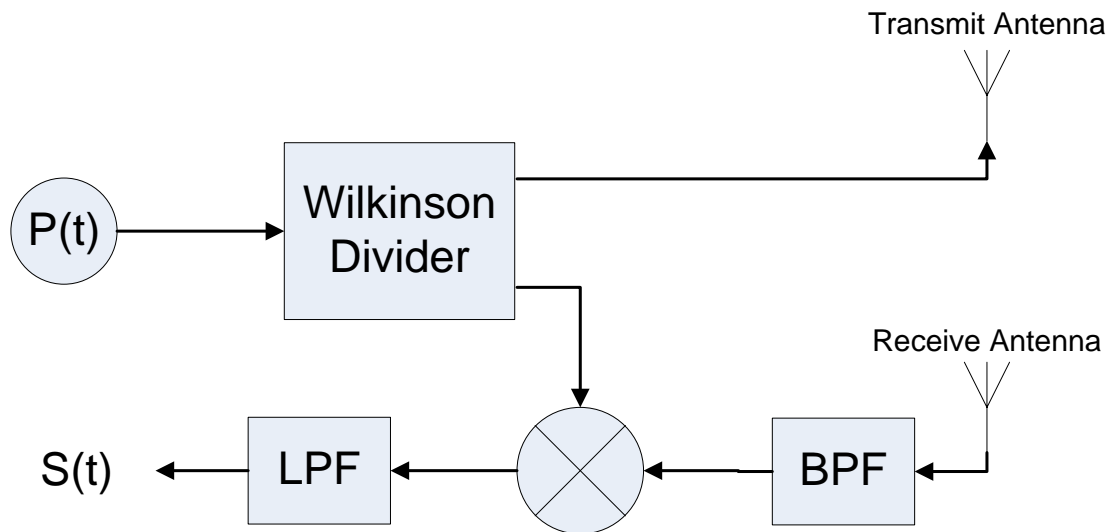 Transmit Antenna
Wilkinson
Divider
P(t)
Receive Antenna
S(t)
LPF
BPF